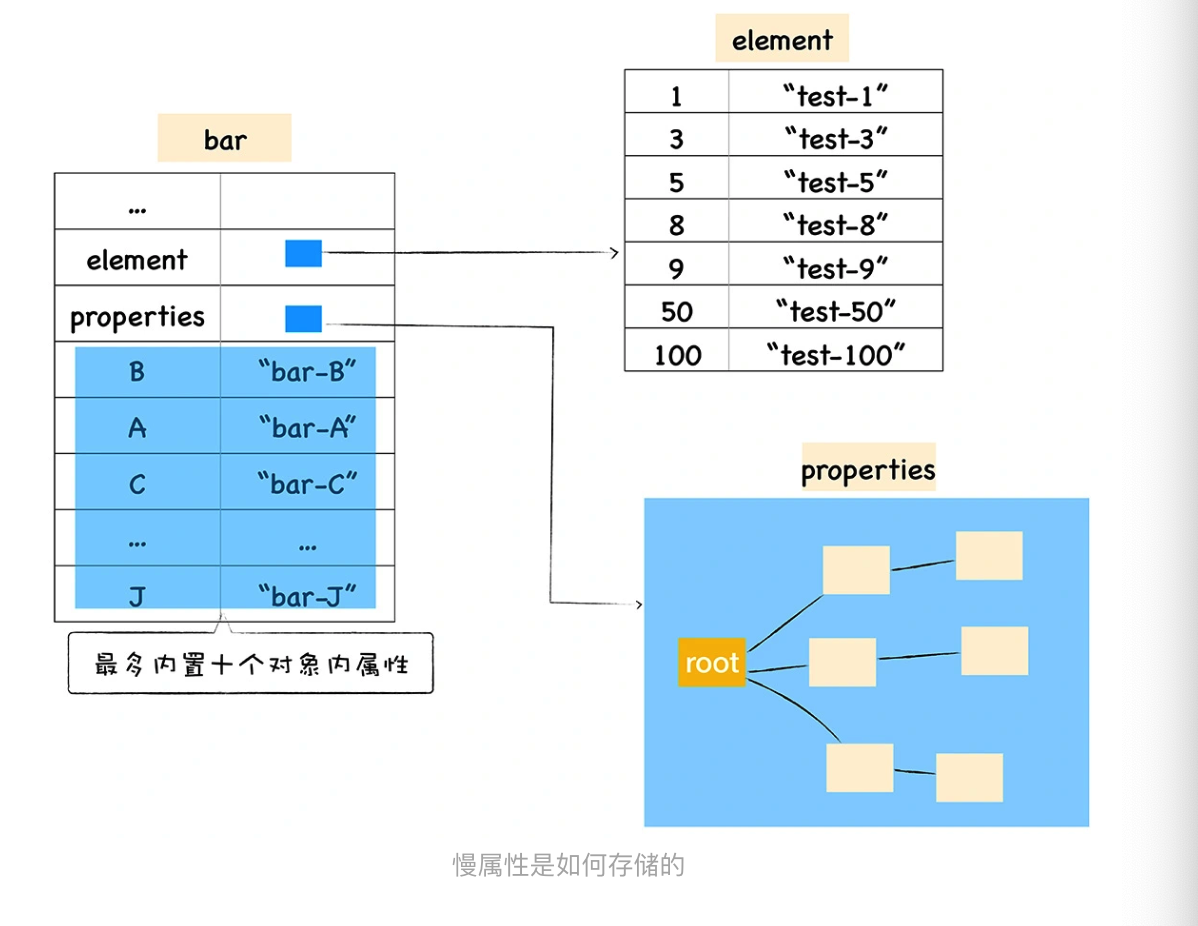 element
1 “test-1”
3 “test-3”
5 “test-5”
8 “test-8”
9 “test-9”
50 “test-50”
100 “test-100”
bar
...
element
properties
B “bar-B”
A “bar-A”
C “bar-C”
... ...
J “bar-J”
最多内置十个对象内属性
properties
root
慢属性是如何存储的